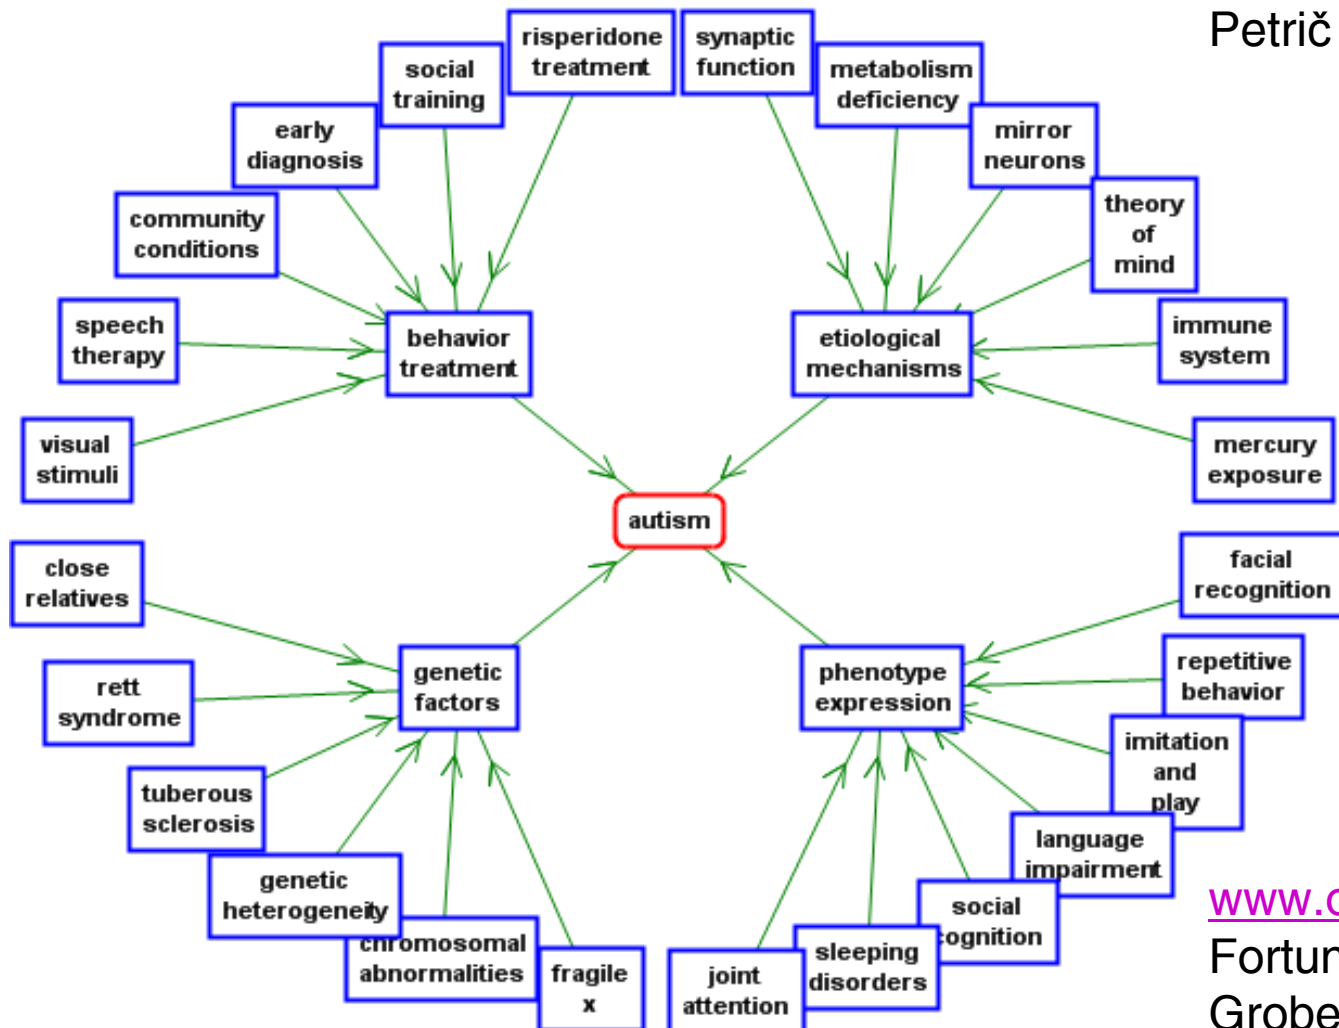 Petrič
risperidone
treatment
synaptic
function
social
training
metabolism
deficiency
early
diagnosis
mirror
neurons
community
conditions
theory
of
mind
speech
therapy
behavior
treatment
etiological
mechanisms
immune
system
visual
stimuli
mercury
exposure
autism
close
relatives
facial
recognition
rett
syndrome
genetic
factors
phenotype
expression
repetitive
behavior
tuberous
sclerosis
imitation
and
play
genetic
heterogeneity
language
impairment
chromosomal
abnormalities
fragile
x
joint
attention
sleeping
disorders
social
cognition
www.
Fortun
Grobe